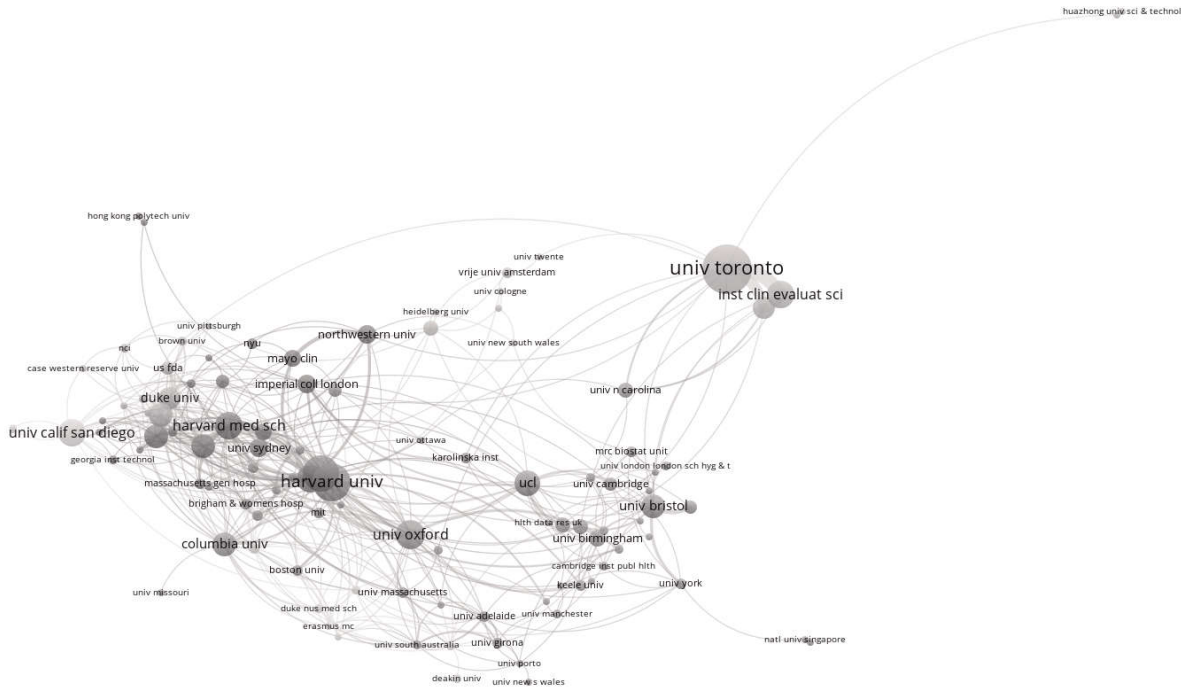 huazhong univ sci & technol
hong kong polytech univ
univ twente
univ toronto
vrije univ amsterdam
univ cologne
inst clin evaluat sci
heidelberg univ
univ pittsburgh
northwestern univ
brown univ
nyu
univ new south wales
nci
mayo clin
case western reserve univ
us fda
imperial coll london
univ n carolina
duke univ
harvard med sch
univ calif san diego
univ ottawa
univ sydney
mrc biostat unit
karolinska inst
georgia inst technol
univ london london sch hyg & t
massachusetts gen hosp
harvard univ
ucl
univ cambridge
brigham & womens hosp
mit
univ bristol
hlth data res uk
univ oxford
univ birmingham
columbia univ
cambridge inst publ hlth
boston univ
keele univ
univ york
univ missouri
univ massachusetts
duke nus med sch
univ adelaide
univ manchester
erasmus mc
natl univ singapore
univ south australia
univ girona
univ porto
deakin univ
univ new s wales